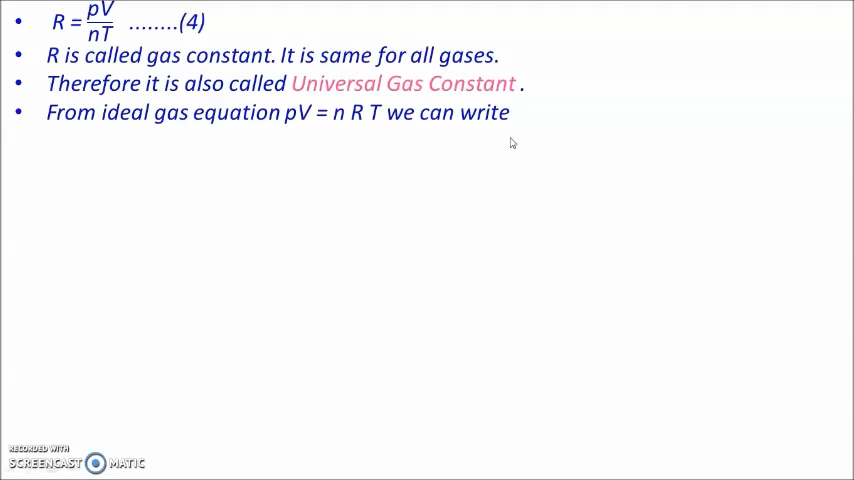 • R = pV/nT ........(4)
• R is called gas constant. It is same for all gases.
• Therefore it is also called Universal Gas Constant .
• From ideal gas equation pV = n R T we can write
RECORDED WITH
SCREENCAST MATIC